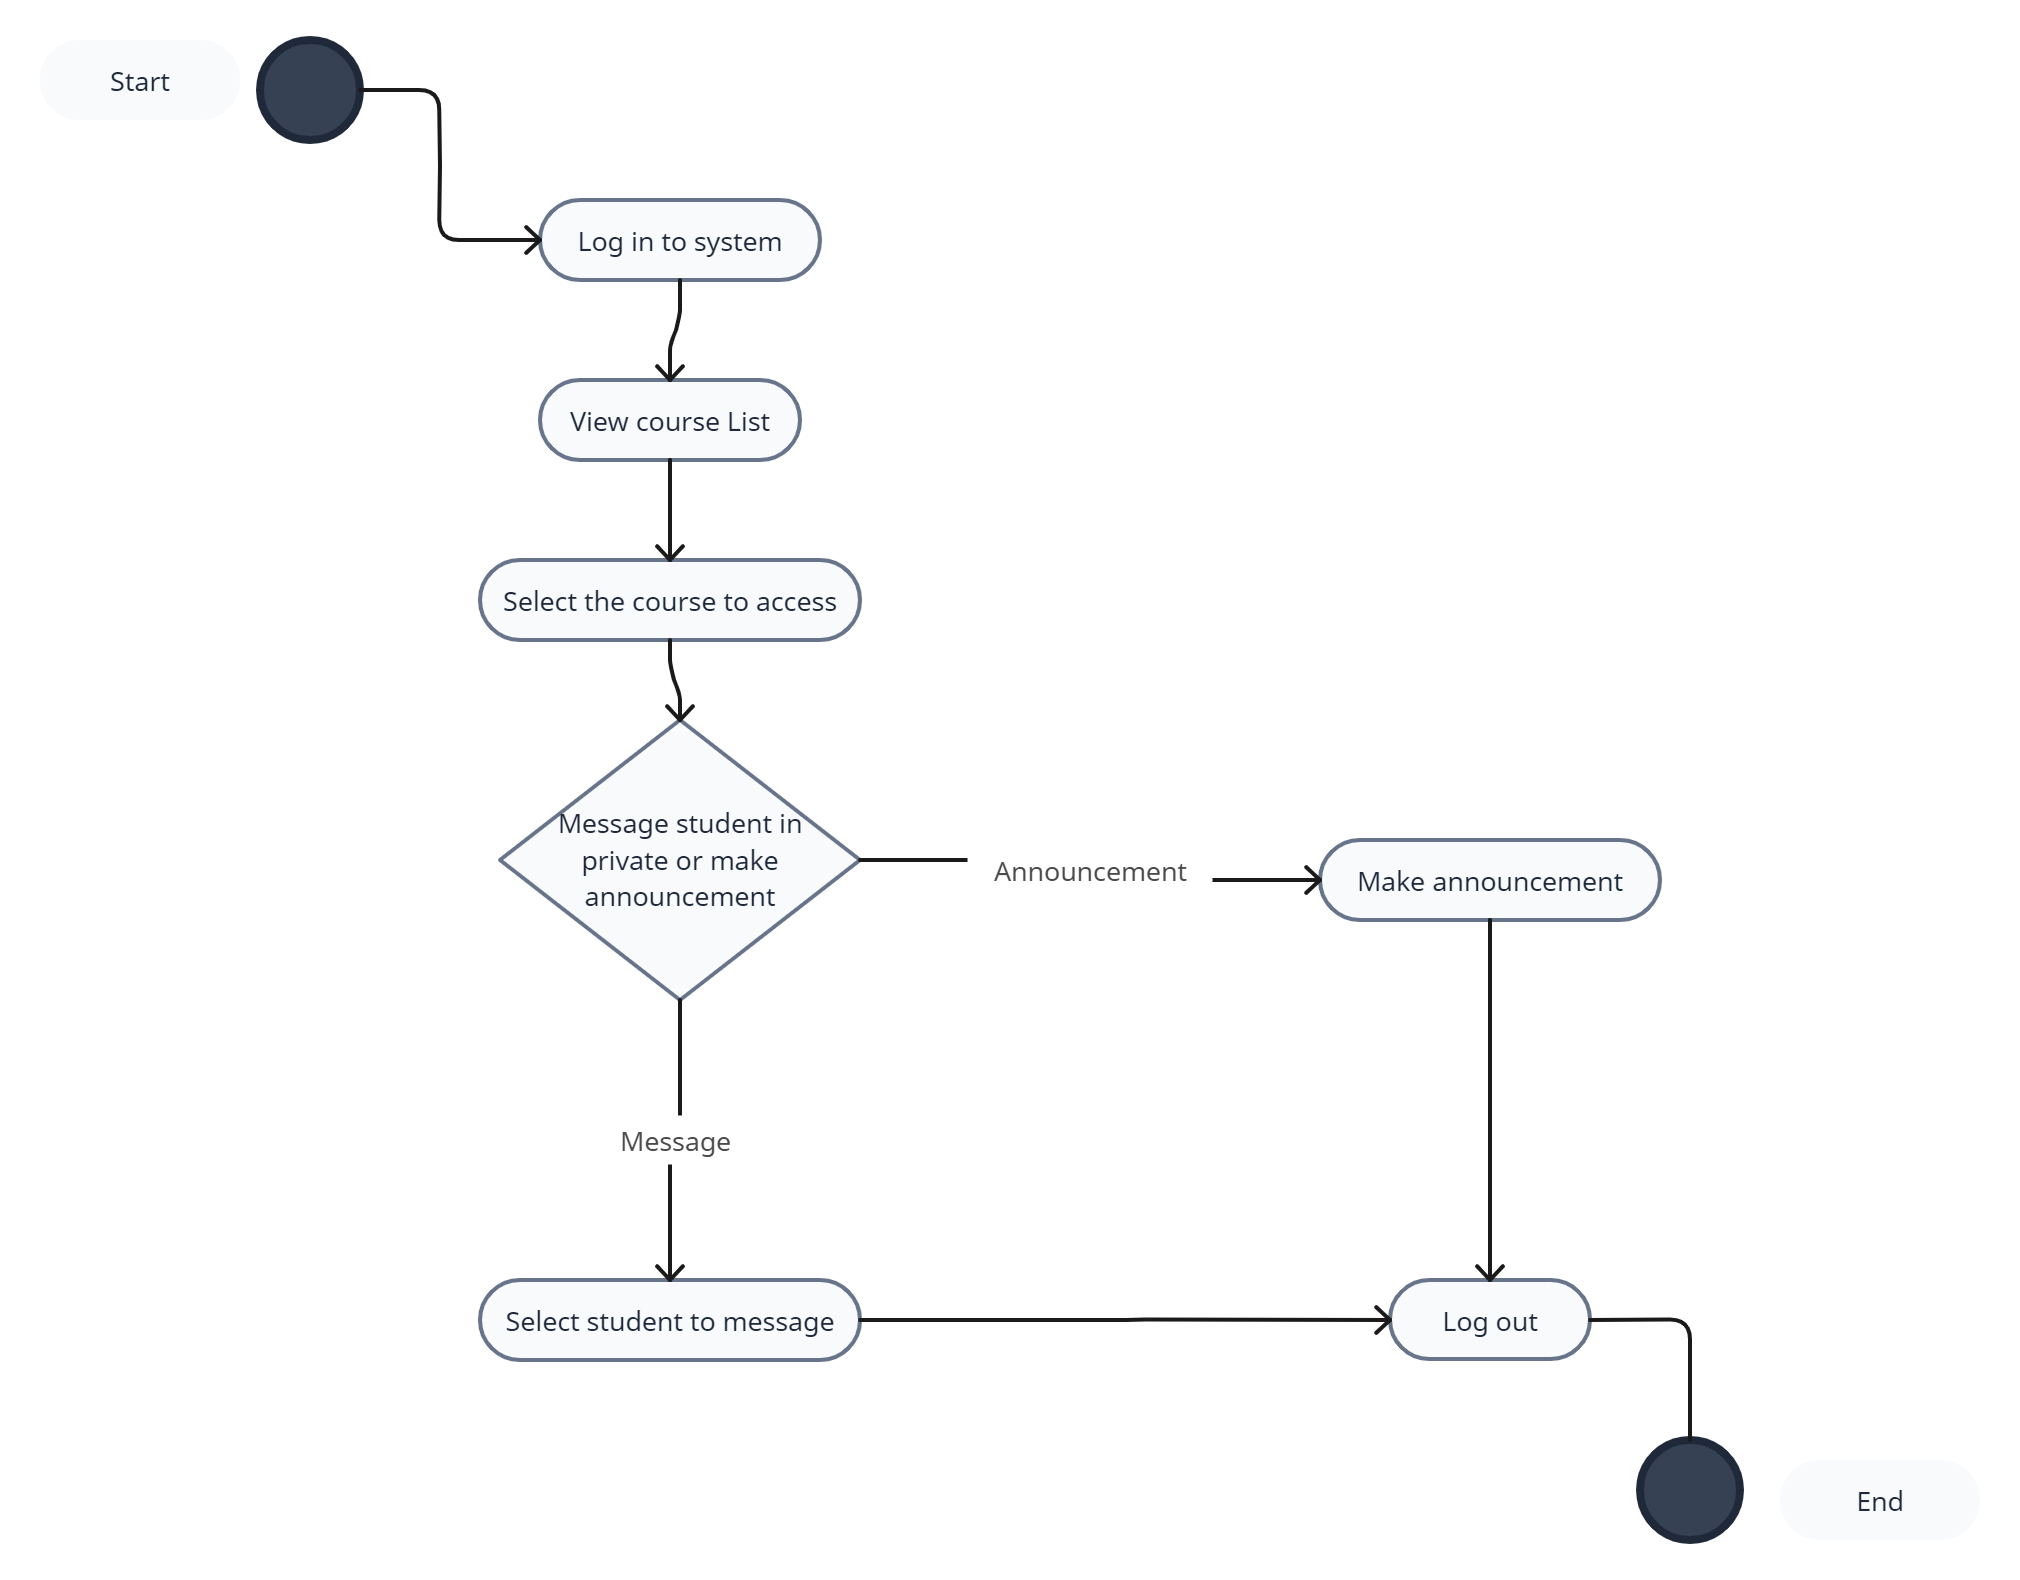 Start
Log in to system
View course List
Select the course to access
Message student in
private or make
announcement
Announcement
Make announcement
Message
Select student to message
Log out
End